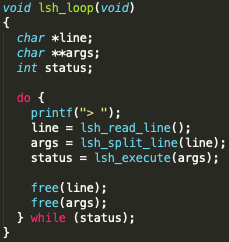 void lsh_loop(void)
{
  char *line;
  char **args;
  int status;

  do {
    printf("> ");
    line = lsh_read_line();
    args = lsh_split_line(line);
    status = lsh_execute(args);

    free(line);
    free(args);
  } while (status);
}